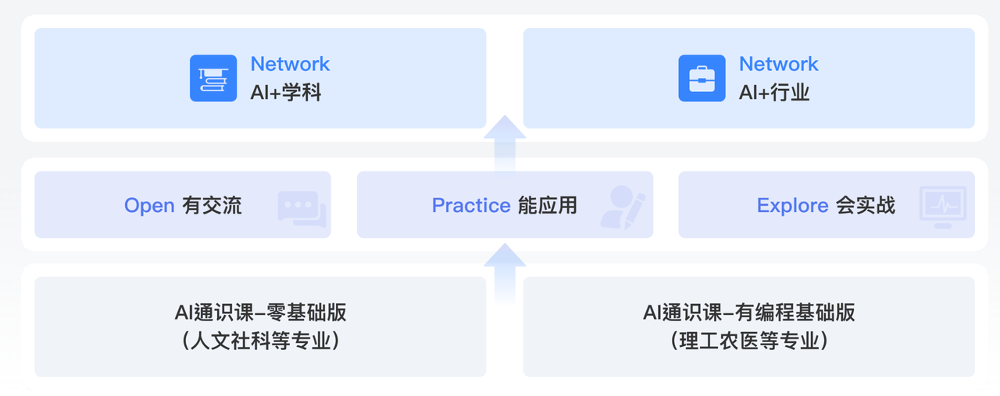 Network
AI+学科
Network
AI+行业
Open 有交流
Practice 能应用
Explore 会实战
AI通识课–零基础版
（人文社科等专业）
AI通识课–有编程基础版
（理工农医等专业）